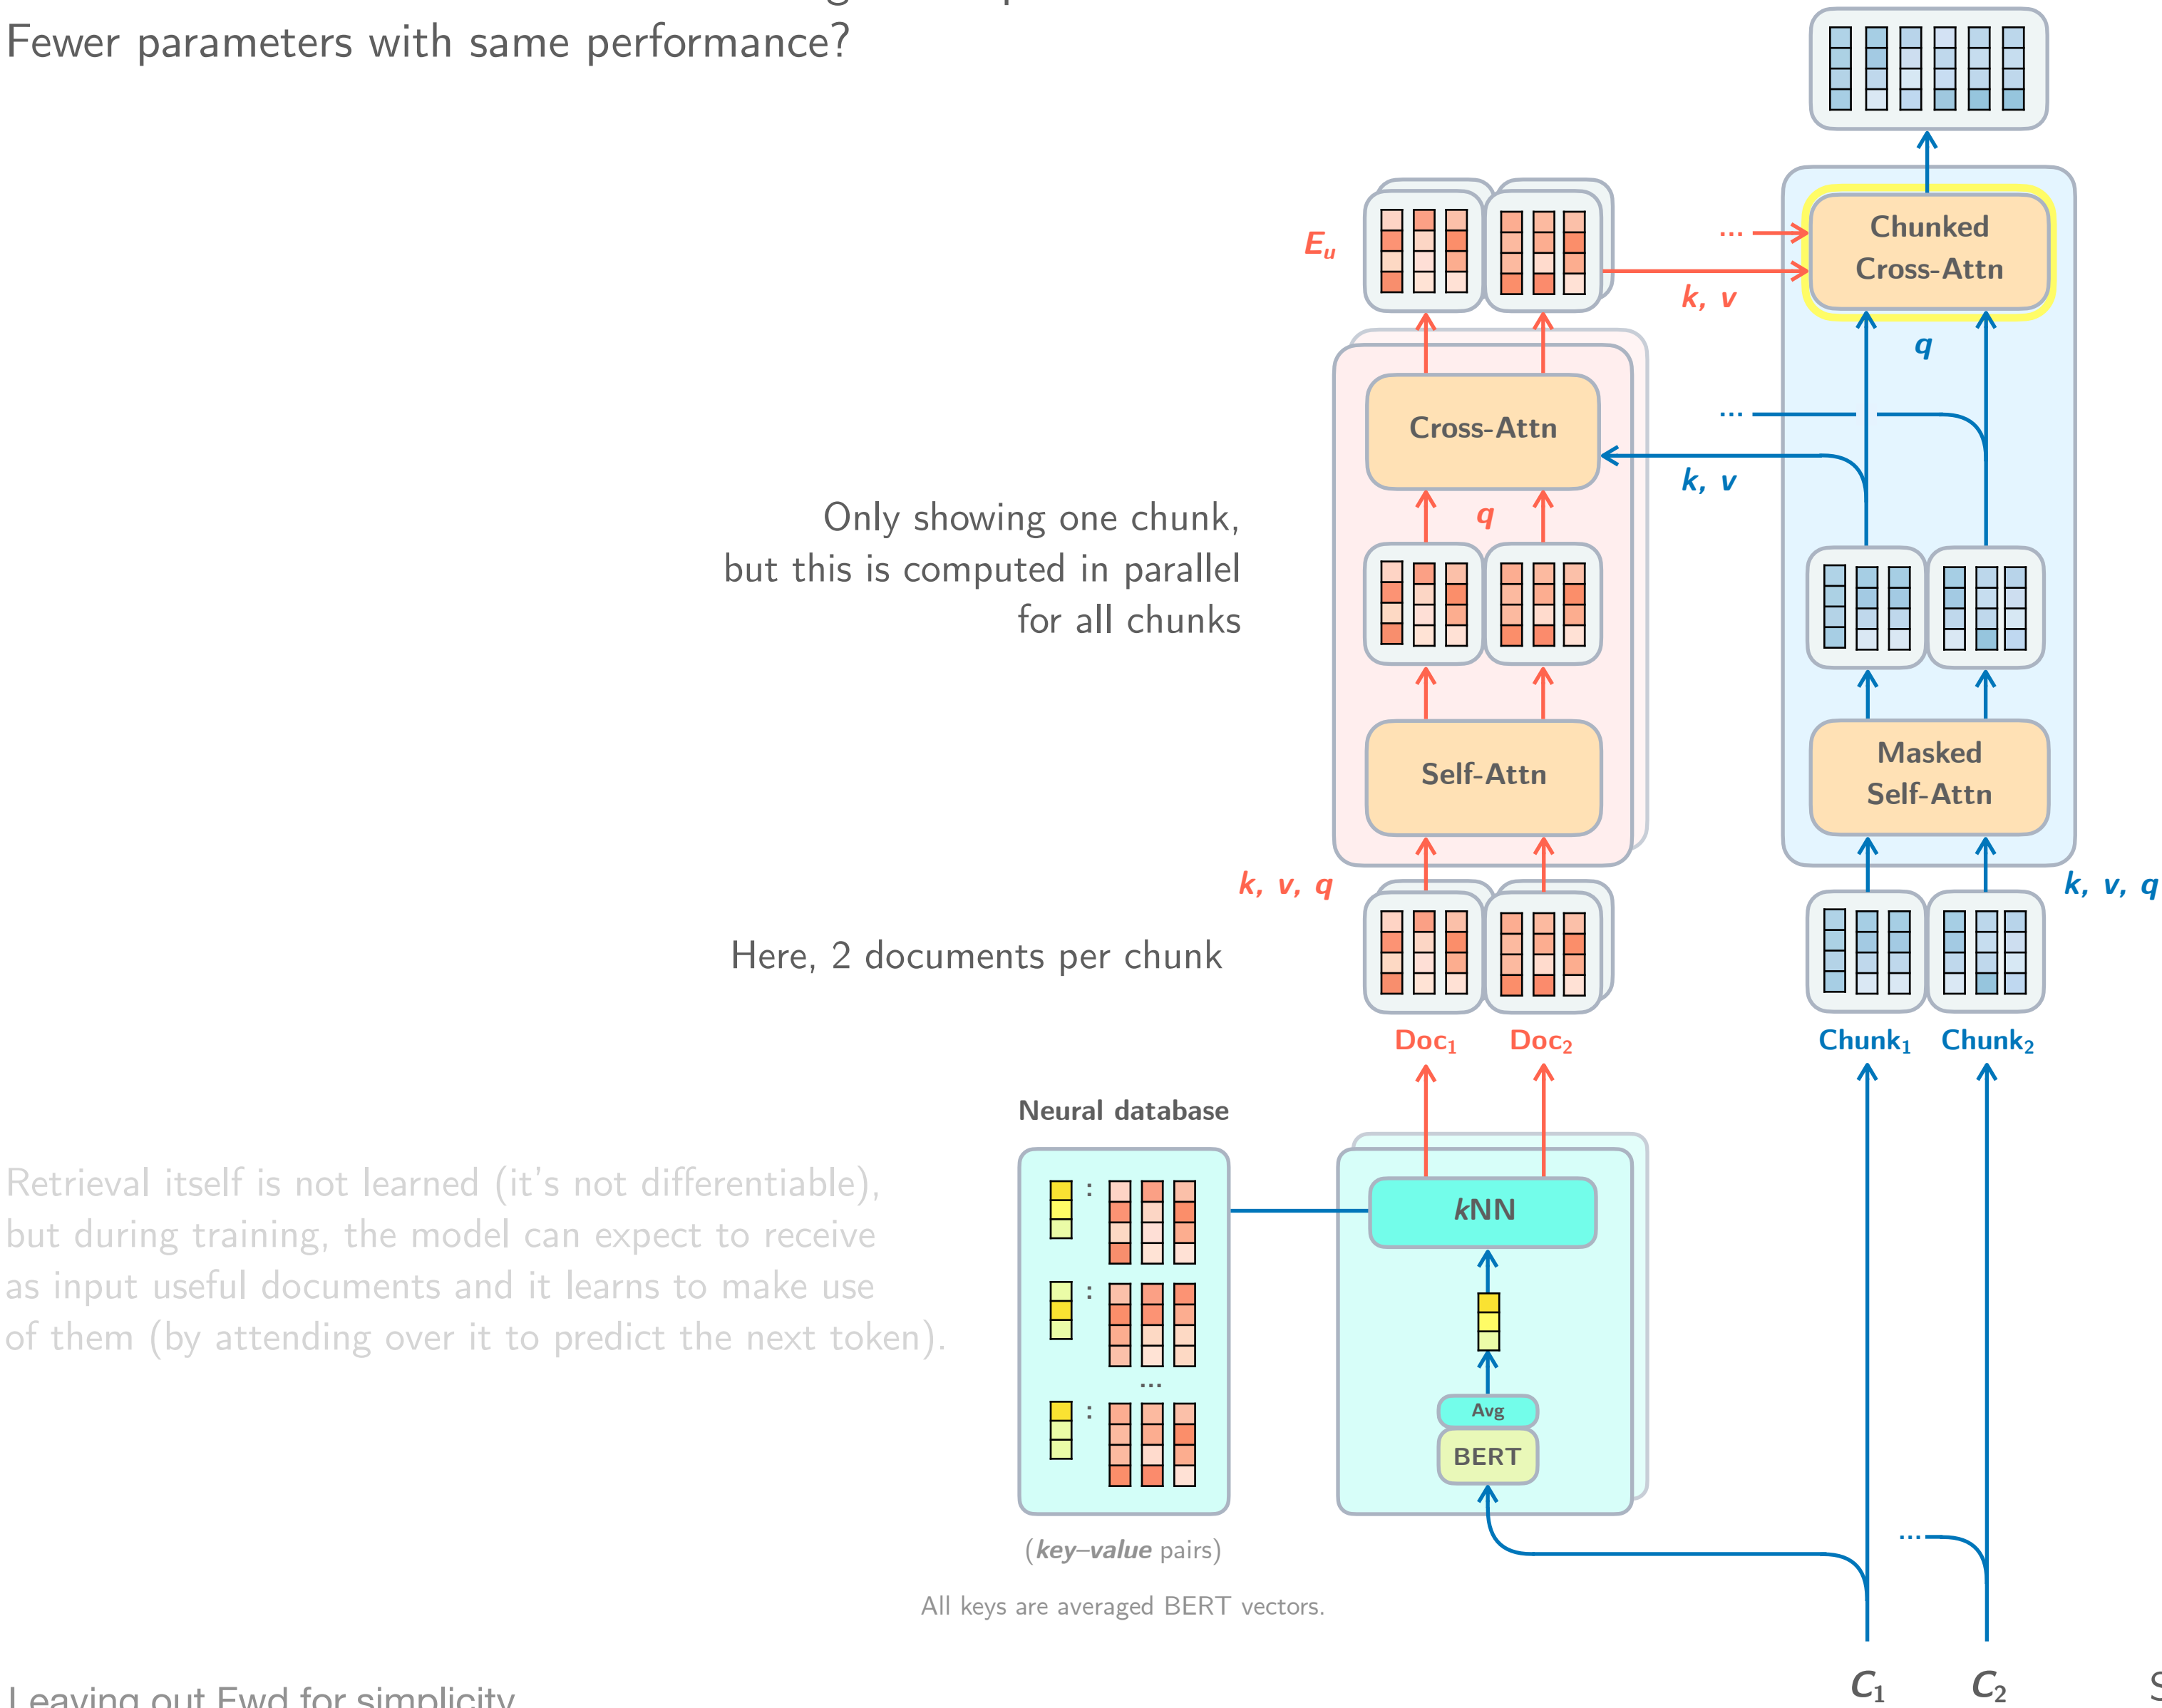 Fewer parameters with same performance?
Chunked
Cross-Attn
E_u
...
k, v
q
Cross-Attn
...
k, v
Only showing one chunk,
but this is computed in parallel
for all chunks
q
Self-Attn
Masked
Self-Attn
k, v, q
k, v, q
Here, 2 documents per chunk
Doc₁ Doc₂
Chunk₁ Chunk₂
Neural database
Retrieval itself is not learned (it's not differentiable),
but during training, the model can expect to receive
as input useful documents and it learns to make use
of them (by attending over it to predict the next token).
:
kNN
:
...
:
Avg
BERT
(key–value pairs)
...
All keys are averaged BERT vectors.
Leaving out Fwd for simplicity
C₁ C₂